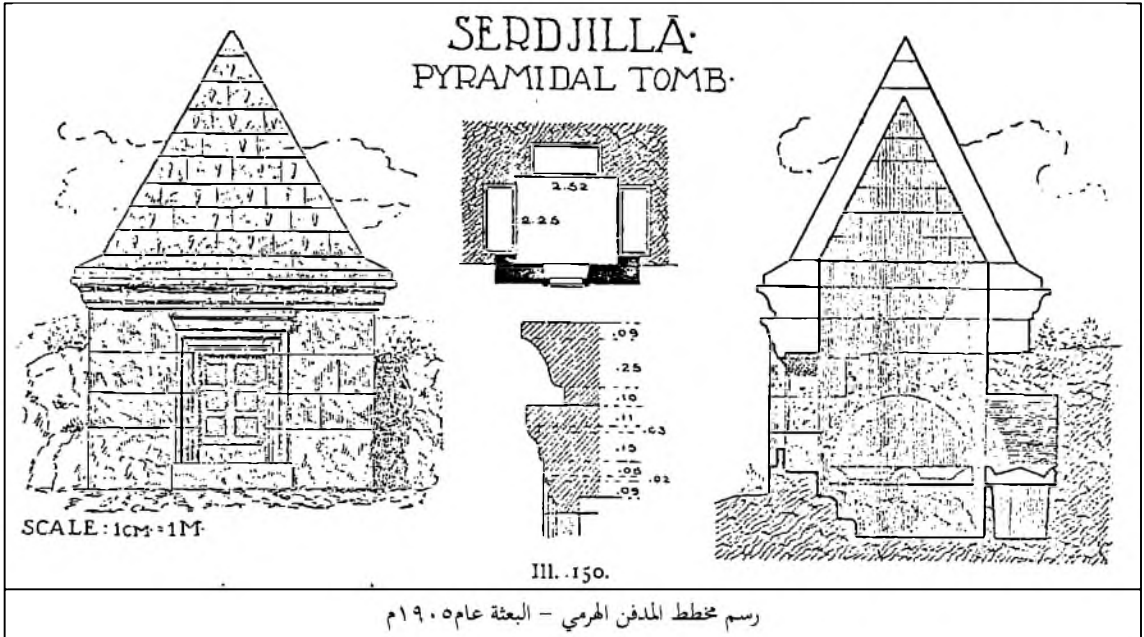 SERDJILLĀ·
PYRAMIDAL TOMB·
2.52
2.25
.09
.25
.10
.11
.03
.15
.05
.02
.09
SCALE: 1CM·=1M·
Ill. 150.
رسم مخطط المدفن الهرمي – البعثة عام ١٩٠٥م